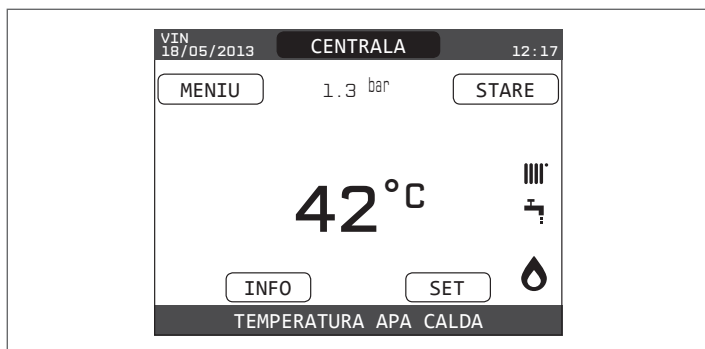 VIN
18/05/2013 CENTRALA 12:17
MENIU 1.3 bar STARE
42°C
INFO SET
TEMPERATURA APA CALDA